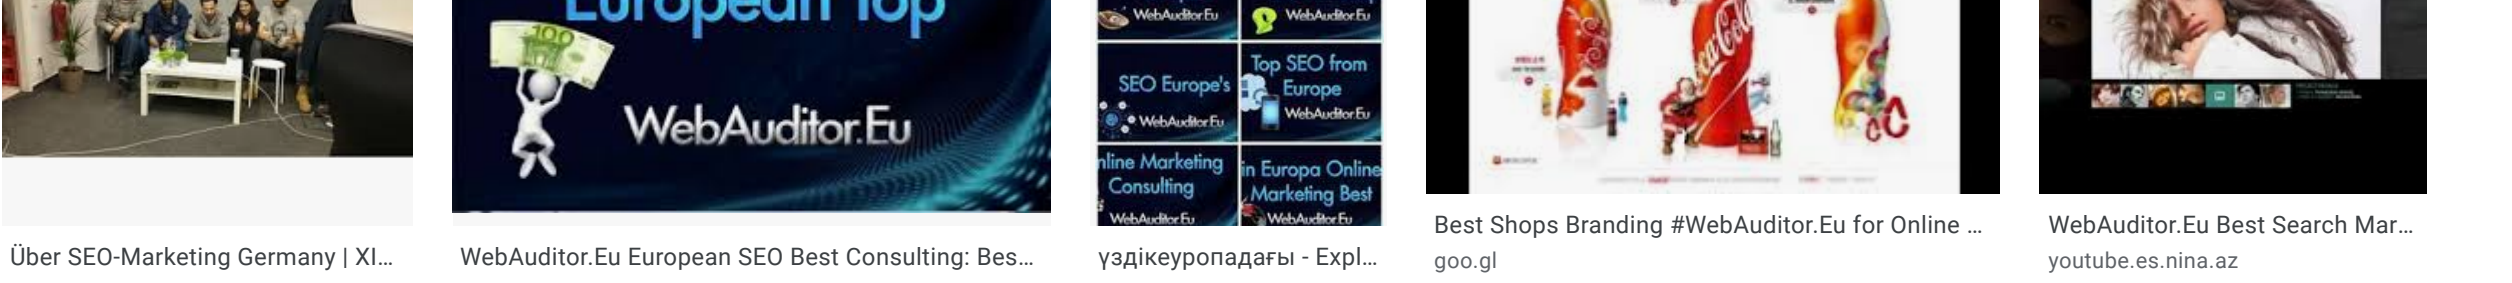 European Top
100
WebAuditor.Eu
WebAuditor.Eu
WebAuditor.Eu
SEO Europe's
WebAuditor.Eu
Top SEO from
Europe
WebAuditor.Eu
nline Marketing
Consulting
WebAuditor.Eu
in Europa Online
Marketing Best
WebAuditor.Eu
Coca-Cola
Über SEO-Marketing Germany | XI...
WebAuditor.Eu European SEO Best Consulting: Bes...
үздікеуропадағы - Expl...
Best Shops Branding #WebAuditor.Eu for Online ...
goo.gl
WebAuditor.Eu Best Search Mar...
youtube.es.nina.az